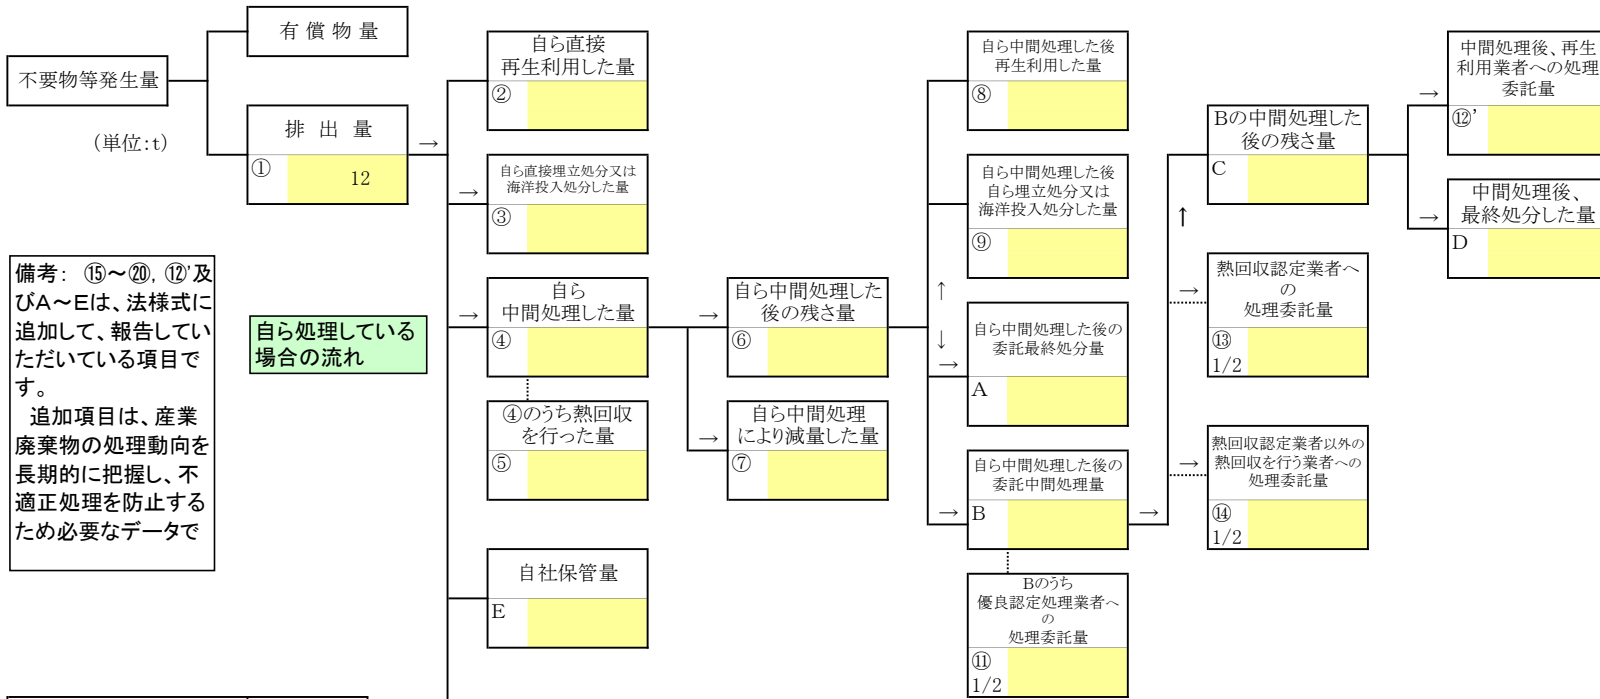 不要物等発生量
有 償 物 量
(単位:t)
排 出 量
①
12
→
備考： ⑮～⑳, ⑫'及
びA～Eは、法様式に
追加して、報告してい
ただいている項目で
す。
　追加項目は、産業
廃棄物の処理動向を
長期的に把握し、不
適正処理を防止する
ため必要なデータで
自ら処理している
場合の流れ
自ら直接
再生利用した量
②
→
自ら直接埋立処分又は
海洋投入処分した量
③
→
自ら
中間処理した量
④
④のうち熱回収
を行った量
⑤
自社保管量
E
→
自ら中間処理した
後の残さ量
⑥
→
自ら中間処理
により減量した量
⑦
自ら中間処理した後
再生利用した量
⑧
自ら中間処理した後
自ら埋立処分又は
海洋投入処分した量
⑨
↑
↓
→
自ら中間処理した後の
委託最終処分量
A
自ら中間処理した後の
委託中間処理量
→
B
→
Bのうち
優良認定処理業者へ
の
処理委託量
⑪
1/2
Bの中間処理した
後の残さ量
C
↑
→
熱回収認定業者へ
の
処理委託量
⑬
1/2
→
熱回収認定業者以外の
熱回収を行う業者への
処理委託量
⑭
1/2
→
中間処理後、再生
利用業者への処理
委託量
⑫'
→
中間処理後、
最終処分した量
D